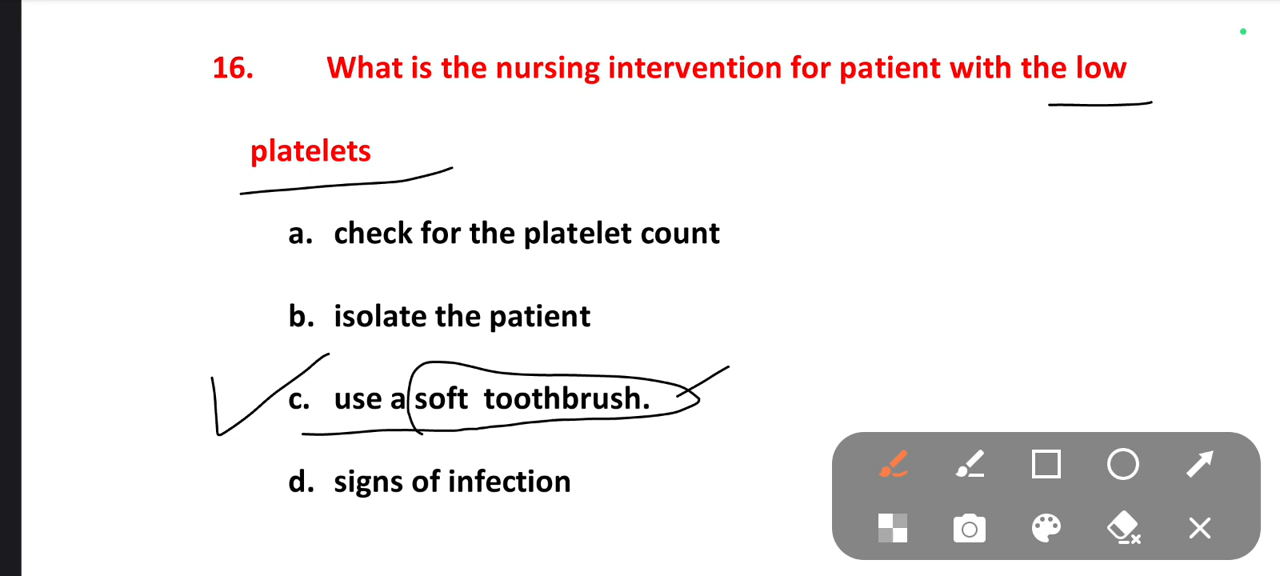 16. What is the nursing intervention for patient with the low
platelets
a. check for the platelet count
b. isolate the patient
c. use a soft toothbrush.
d. signs of infection